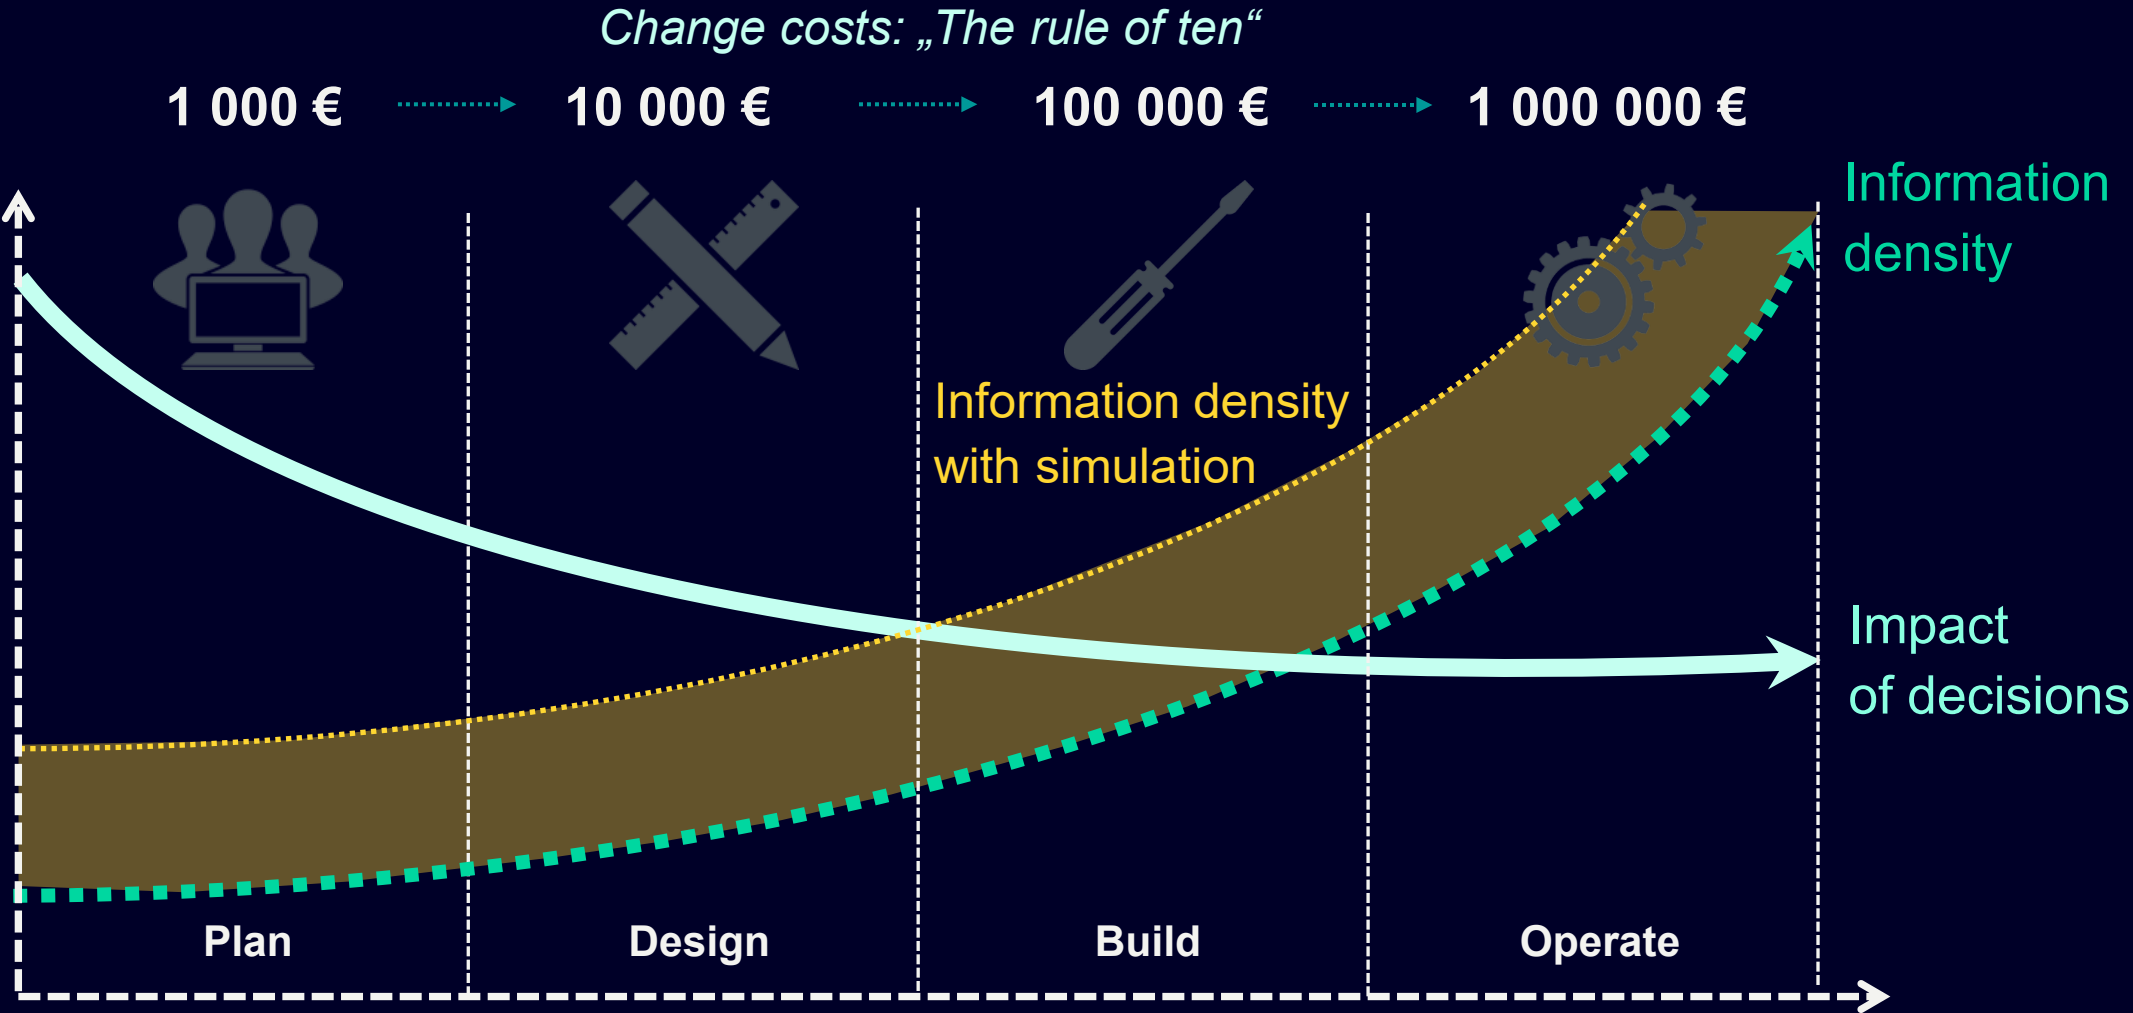 Change costs: „The rule of ten“
1 000 € 10 000 € 100 000 € 1 000 000 €
Information
density
Information density
with simulation
Impact
of decisions
Plan Design Build Operate